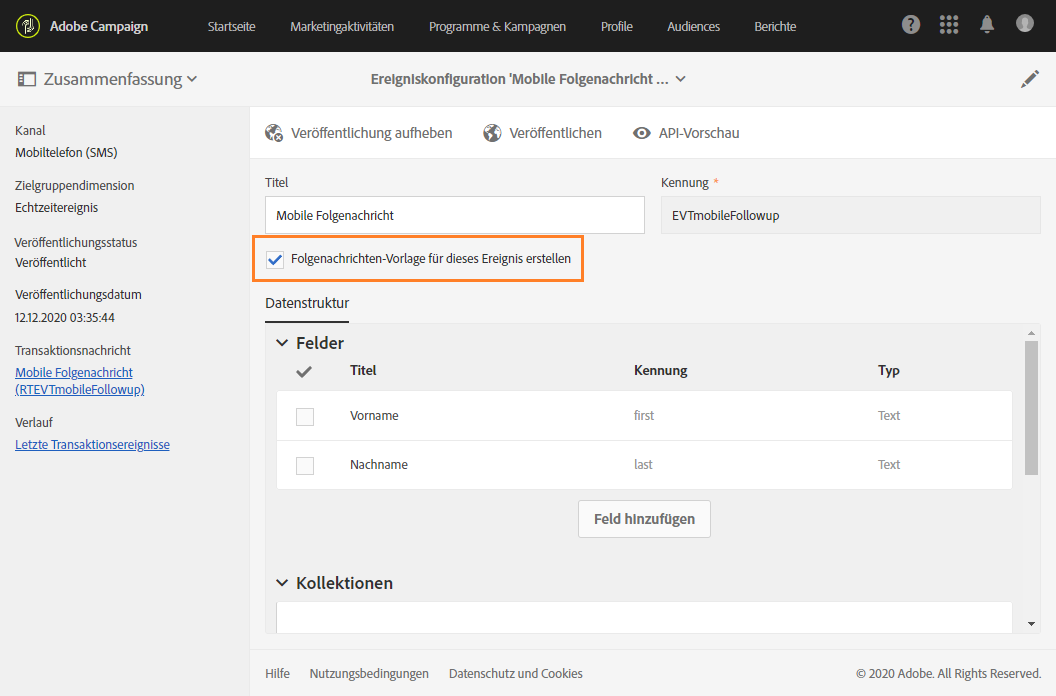 Adobe Campaign
Startseite
Marketingaktivitäten
Programme & Kampagnen
Profile
Audiences
Berichte
Zusammenfassung
Ereigniskonfiguration 'Mobile Folgenachricht ...
Kanal
Mobiltelefon (SMS)
Zielgruppendimension
Echtzeitereignis
Veröffentlichungsstatus
Veröffentlicht
Veröffentlichungsdatum
12.12.2020 03:35:44
Transaktionsnachricht
Mobile Folgenachricht
(RTEVTmobileFollowup)
Verlauf
Letzte Transaktionsereignisse
Veröffentlichung aufheben
Veröffentlichen
API-Vorschau
Titel
Kennung *
Mobile Folgenachricht
EVTmobileFollowup
Folgenachrichten-Vorlage für dieses Ereignis erstellen
Datenstruktur
Felder
Titel
Kennung
Typ
Vorname
first
Text
Nachname
last
Text
Feld hinzufügen
Kollektionen
Hilfe
Nutzungsbedingungen
Datenschutz und Cookies
© 2020 Adobe. All Rights Reserved.